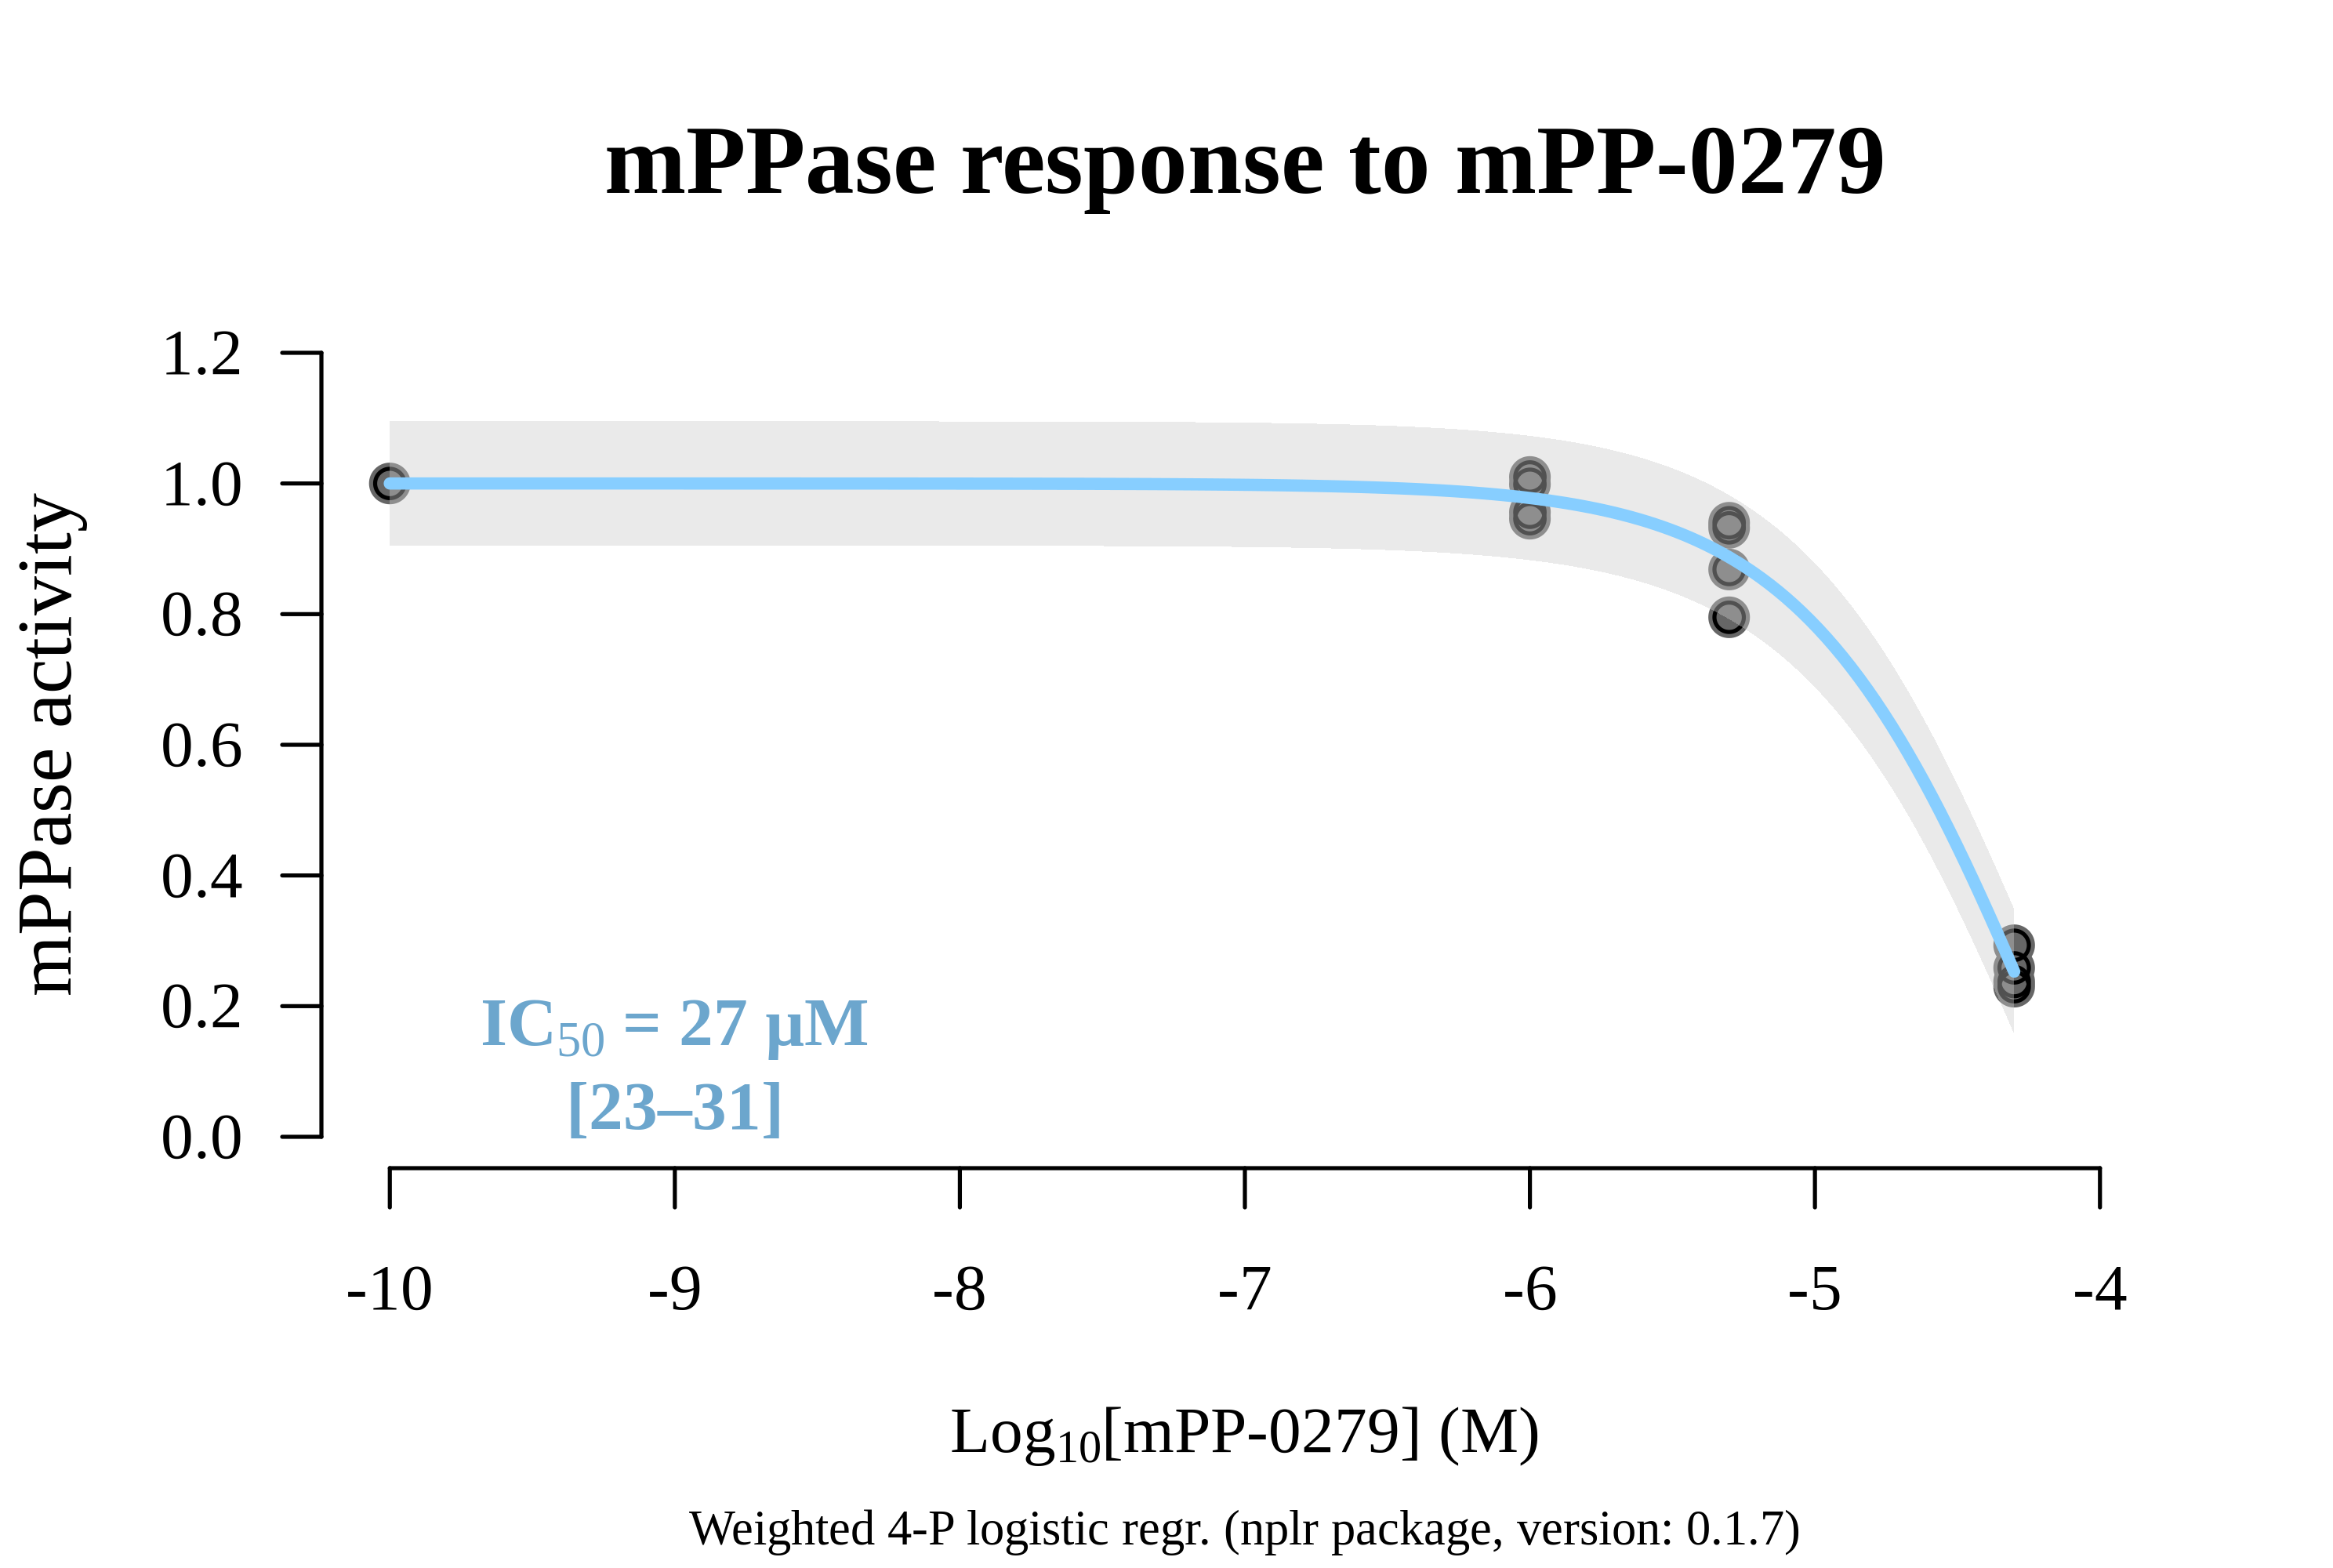 mPPase response to mPP-0279
mPPase activity
1.2
1.0
0.8
0.6
0.4
0.2
0.0
IC50 = 27 µM
[23–31]
-10 -9 -8 -7 -6 -5 -4
Log10[mPP-0279] (M)
Weighted 4-P logistic regr. (nplr package, version: 0.1.7)